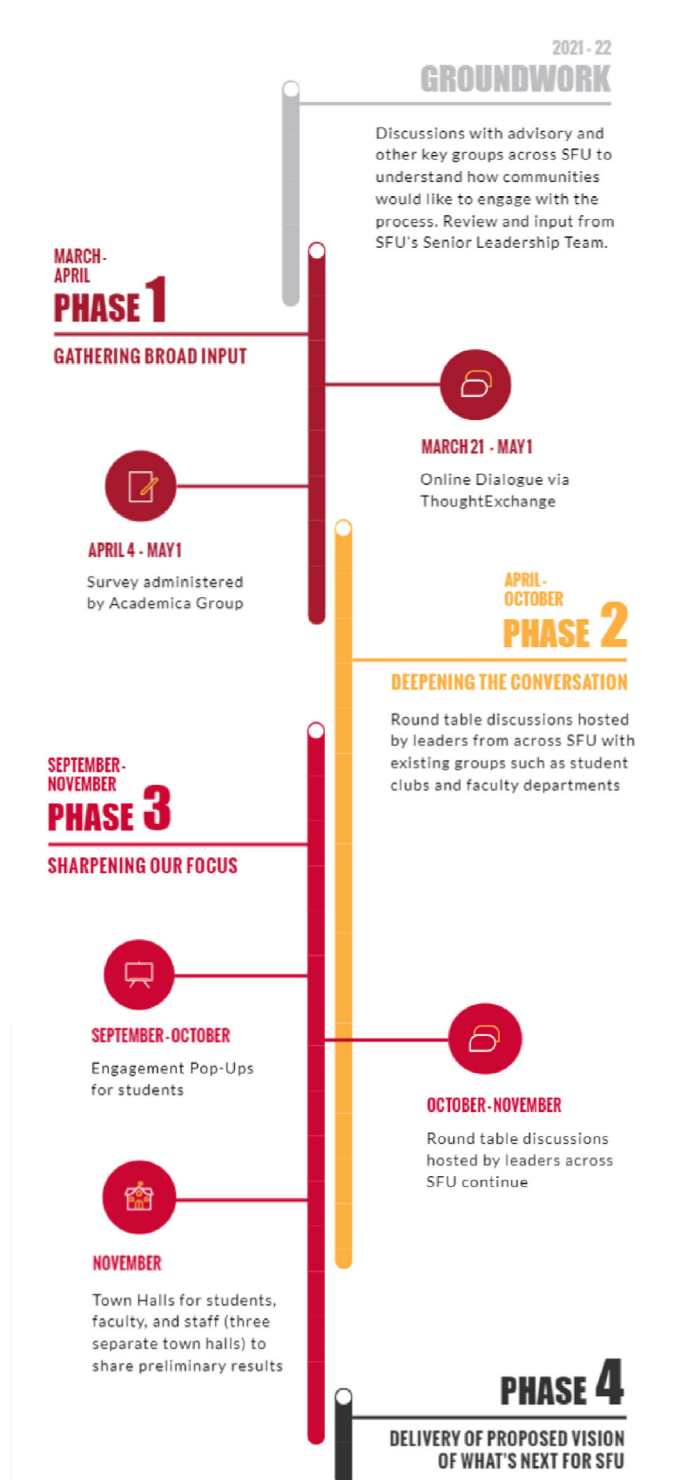 2021 - 22
GROUNDWORK
Discussions with advisory and
other key groups across SFU to
understand how communities
would like to engage with the
process. Review and input from
SFU's Senior Leadership Team.
MARCH-
APRIL
PHASE 1
GATHERING BROAD INPUT
MARCH 21 - MAY 1
Online Dialogue via
ThoughtExchange
APRIL 4 - MAY 1
Survey administered
by Academica Group
APRIL-
OCTOBER
PHASE 2
DEEPENING THE CONVERSATION
Round table discussions hosted
by leaders from across SFU with
existing groups such as student
clubs and faculty departments
SEPTEMBER-
NOVEMBER
PHASE 3
SHARPENING OUR FOCUS
SEPTEMBER-OCTOBER
Engagement Pop-Ups
for students
OCTOBER-NOVEMBER
Round table discussions
hosted by leaders across
SFU continue
NOVEMBER
Town Halls for students,
faculty, and staff (three
separate town halls) to
share preliminary results
PHASE 4
DELIVERY OF PROPOSED VISION
OF WHAT'S NEXT FOR SFU